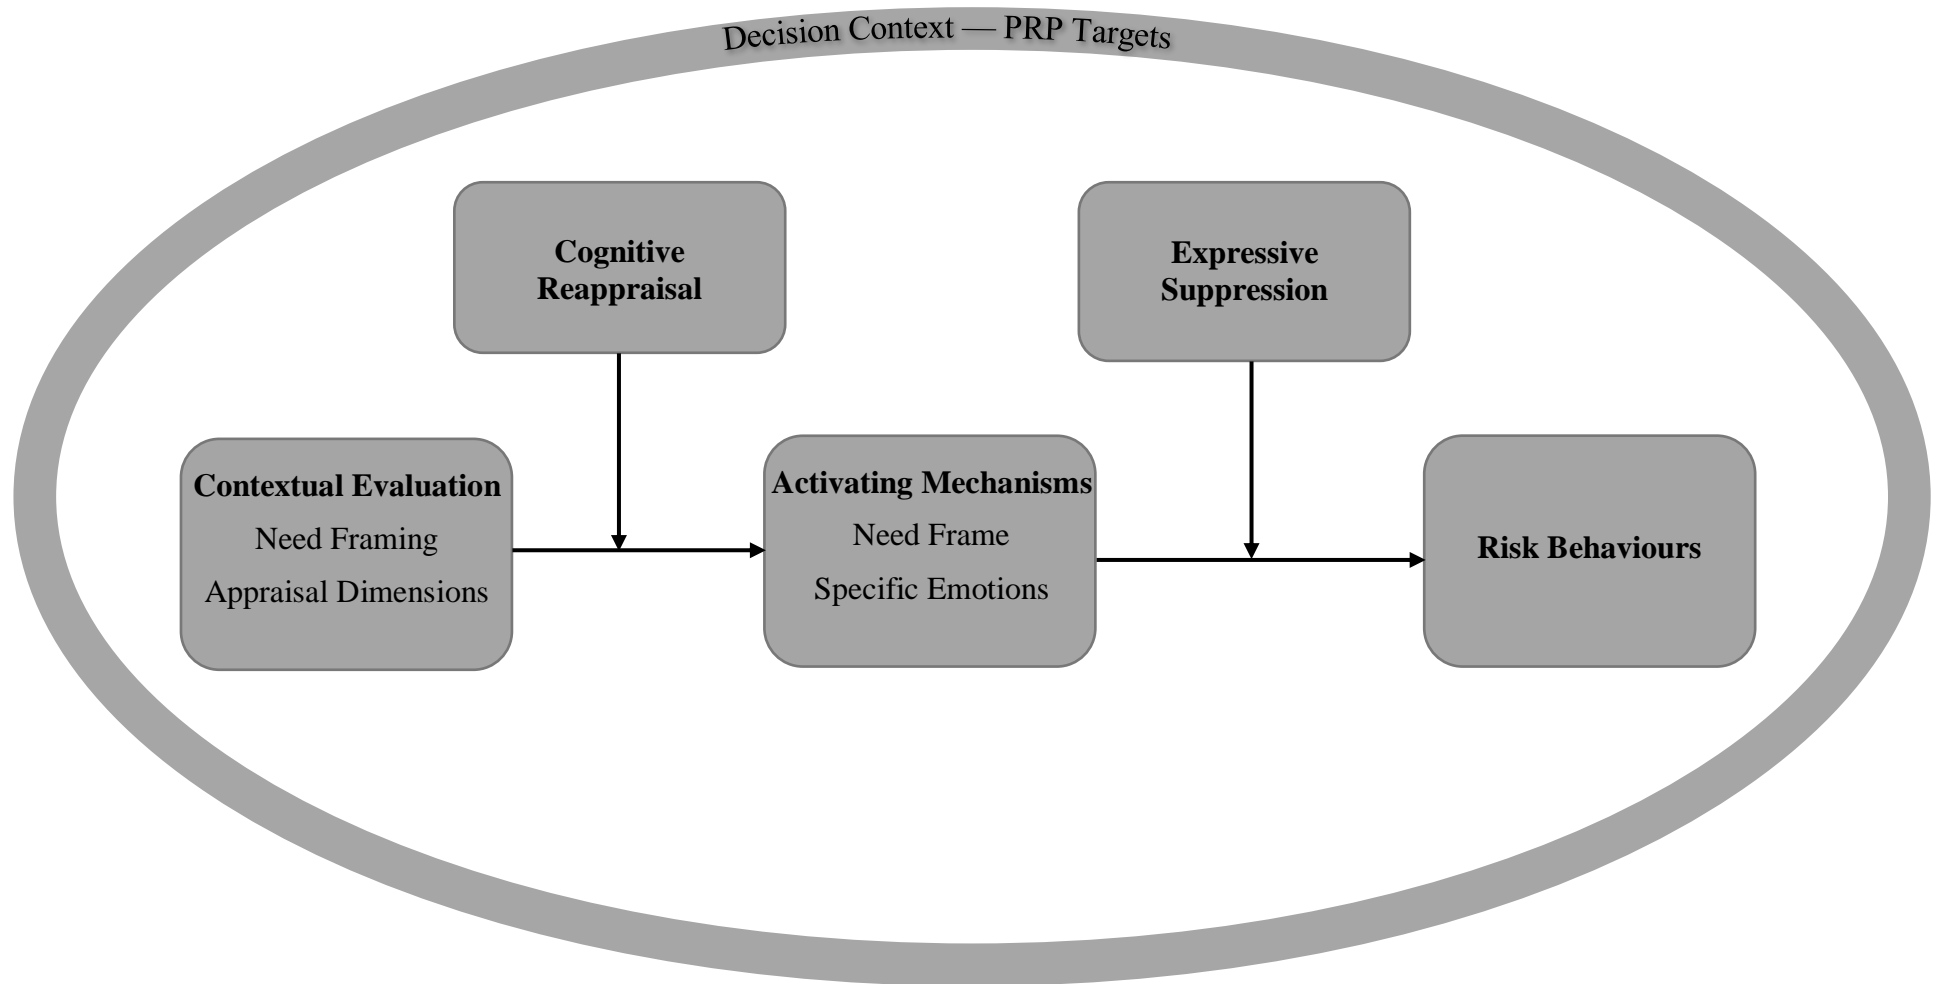 Decision Context — PRP Targets
Cognitive
Reappraisal
Expressive
Suppression
Contextual Evaluation
Need Framing
Appraisal Dimensions
Activating Mechanisms
Need Frame
Specific Emotions
Risk Behaviours